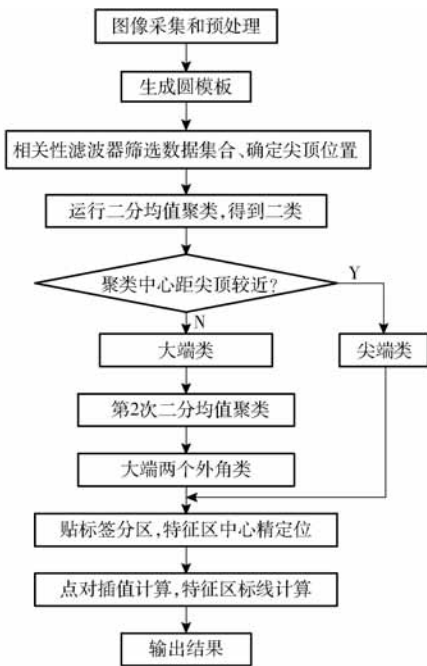 图像采集和预处理
生成圆模板
相关性滤波器筛选数据集合、确定尖顶位置
运行二分均值聚类,得到二类
聚类中心距尖顶较近?
Y
N
大端类
尖端类
第2次二分均值聚类
大端两个外角类
贴标签分区,特征区中心精定位
点对插值计算,特征区标线计算
输出结果